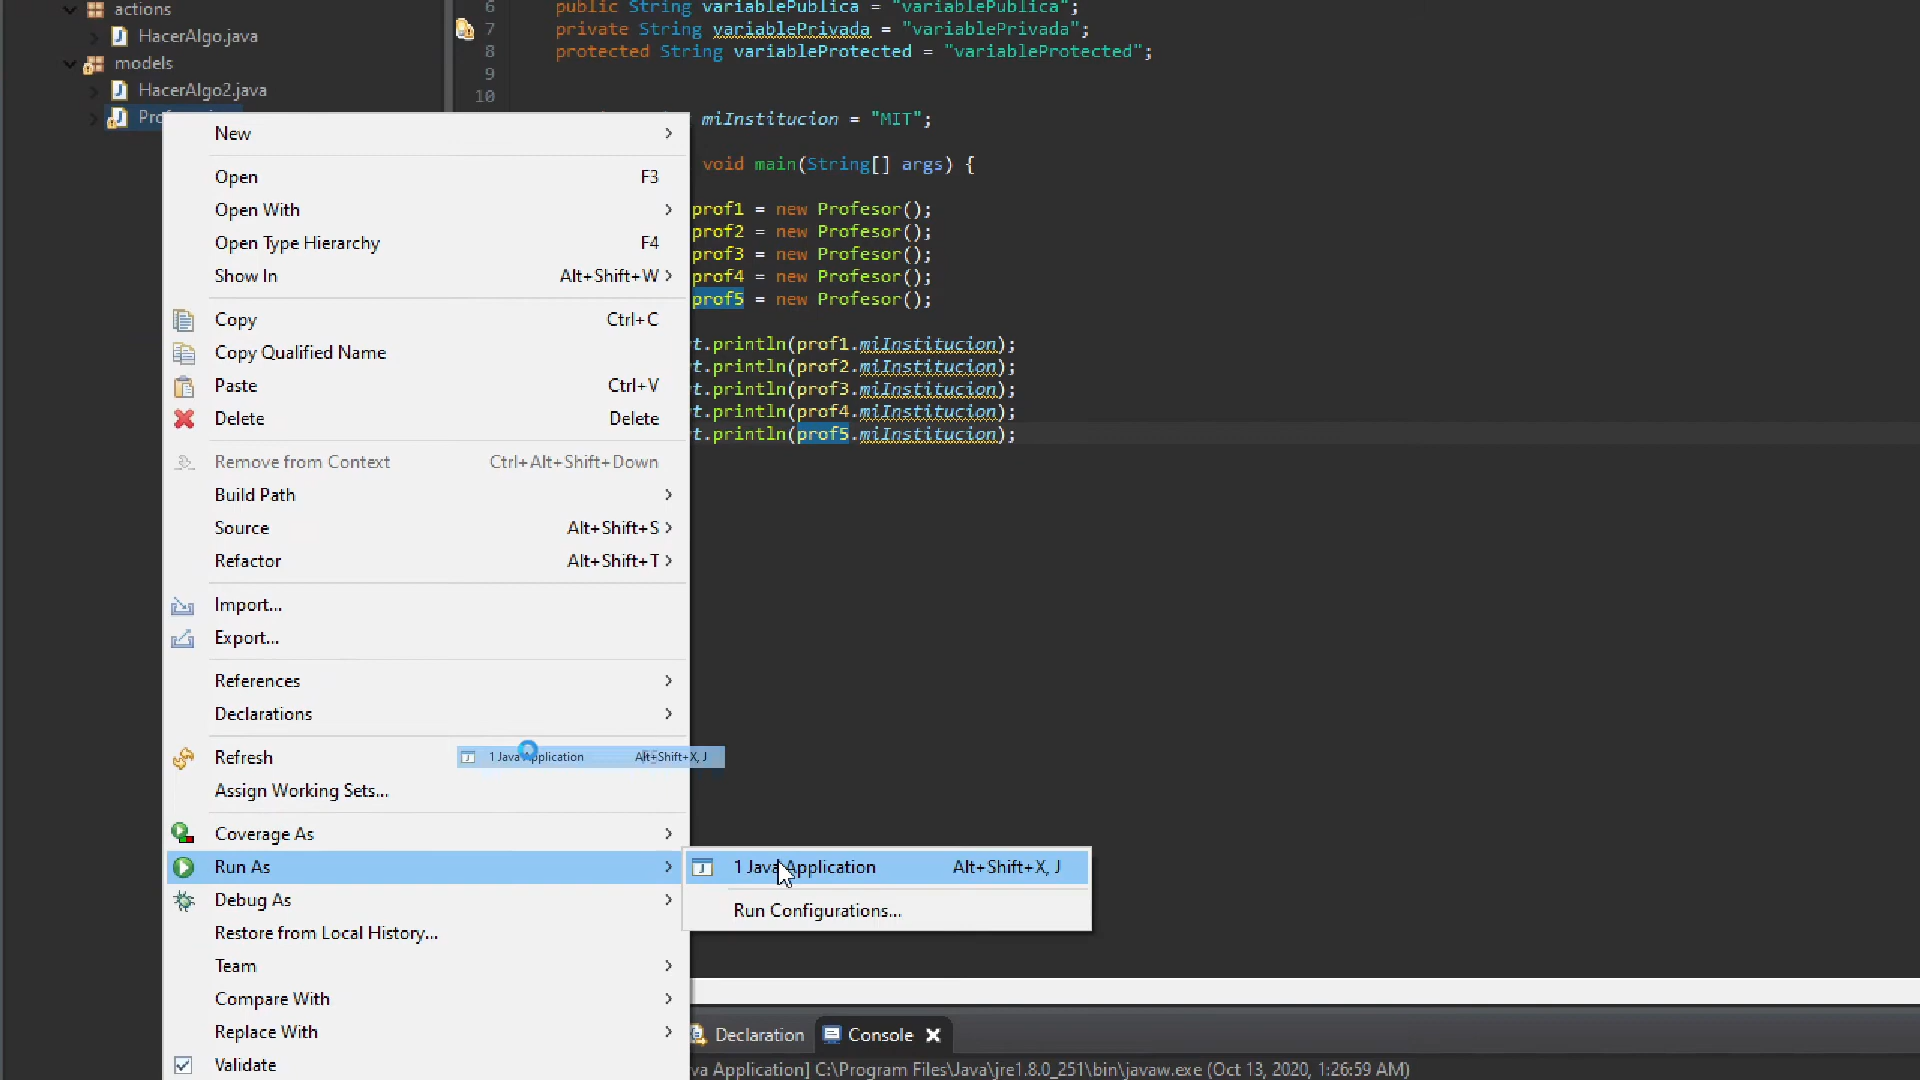 actions
HacerAlgo.java
models
HacerAlgo2.java
6 public String variablePublica = "variablePublica";
7 private String variablePrivada = "variablePrivada";
8 protected String variableProtected = "variableProtected";
9
10
miInstitucion = "MIT";
void main(String[] args) {
prof1 = new Profesor();
prof2 = new Profesor();
prof3 = new Profesor();
prof4 = new Profesor();
prof5 = new Profesor();
t.println(prof1.miInstitucion);
t.println(prof2.miInstitucion);
t.println(prof3.miInstitucion);
t.println(prof4.miInstitucion);
t.println(prof5.miInstitucion);
New
Open F3
Open With
Open Type Hierarchy F4
Show In Alt+Shift+W
Copy Ctrl+C
Copy Qualified Name
Paste Ctrl+V
Delete Delete
Remove from Context Ctrl+Alt+Shift+Down
Build Path
Source Alt+Shift+S
Refactor Alt+Shift+T
Import...
Export...
References
Declarations
Refresh
1 Java Application Alt+Shift+X, J
Assign Working Sets...
Coverage As
Run As
1 Java Application Alt+Shift+X, J
Run Configurations...
Debug As
Restore from Local History...
Team
Compare With
Replace With
Validate
Declaration
Console
va Application] C:\Program Files\Java\jre1.8.0_251\bin\javaw.exe (Oct 13, 2020, 1:26:59 AM)